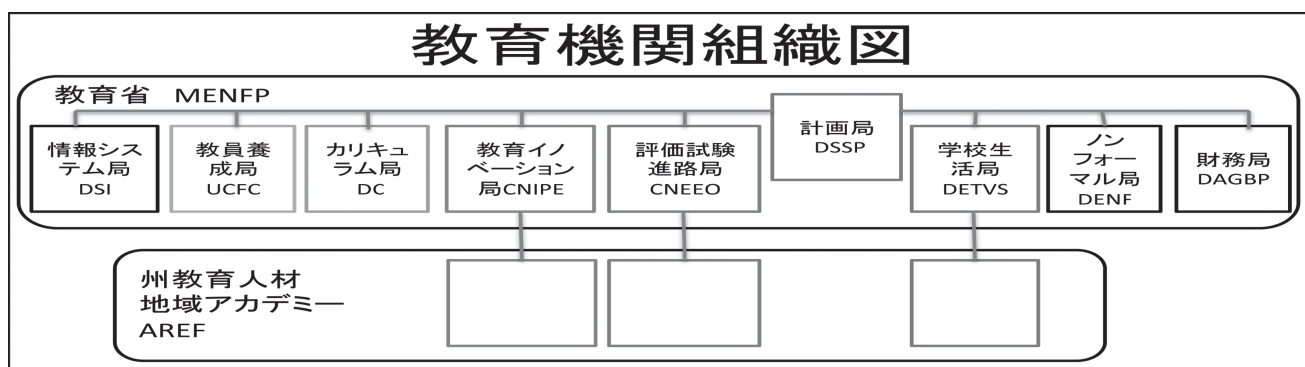 教育機関組織図
教育省 MENFP
情報シス
テム局
DSI
教員養
成局
UCFC
カリキュ
ラム局
DC
教育イノ
ベーション
局CNIPE
評価試験
進路局
CNEEO
計画局
DSSP
学校生
活局
DETVS
ノン
フォー
マル局
DENF
財務局
DAGBP
州教育人材
地域アカデミー
AREF